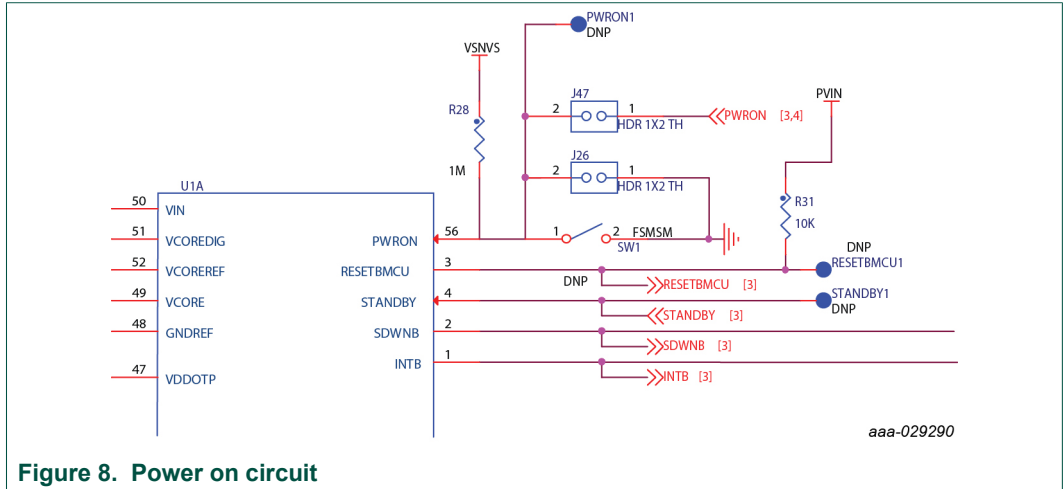 PWRON1
DNP
VSNVS
J47
PVIN
R28
2
1
PWRON [3,4]
HDR 1X2 TH
J26
1M
2
1
HDR 1X2 TH
U1A
R31
50
VIN
10K
51
VCOREDIG
PWRON
56
1
2
FSMSM
SW1
DNP
52
VCOREREF
RESETBMCU
3
RESETBMCU1
DNP
RESETBMCU [3]
49
VCORE
STANDBY
4
STANDBY1
DNP
STANDBY [3]
48
GNDREF
SDWNB
2
SDWNB [3]
INTB
1
47
VDDOTP
INTB [3]
aaa-029290
Figure 8. Power on circuit